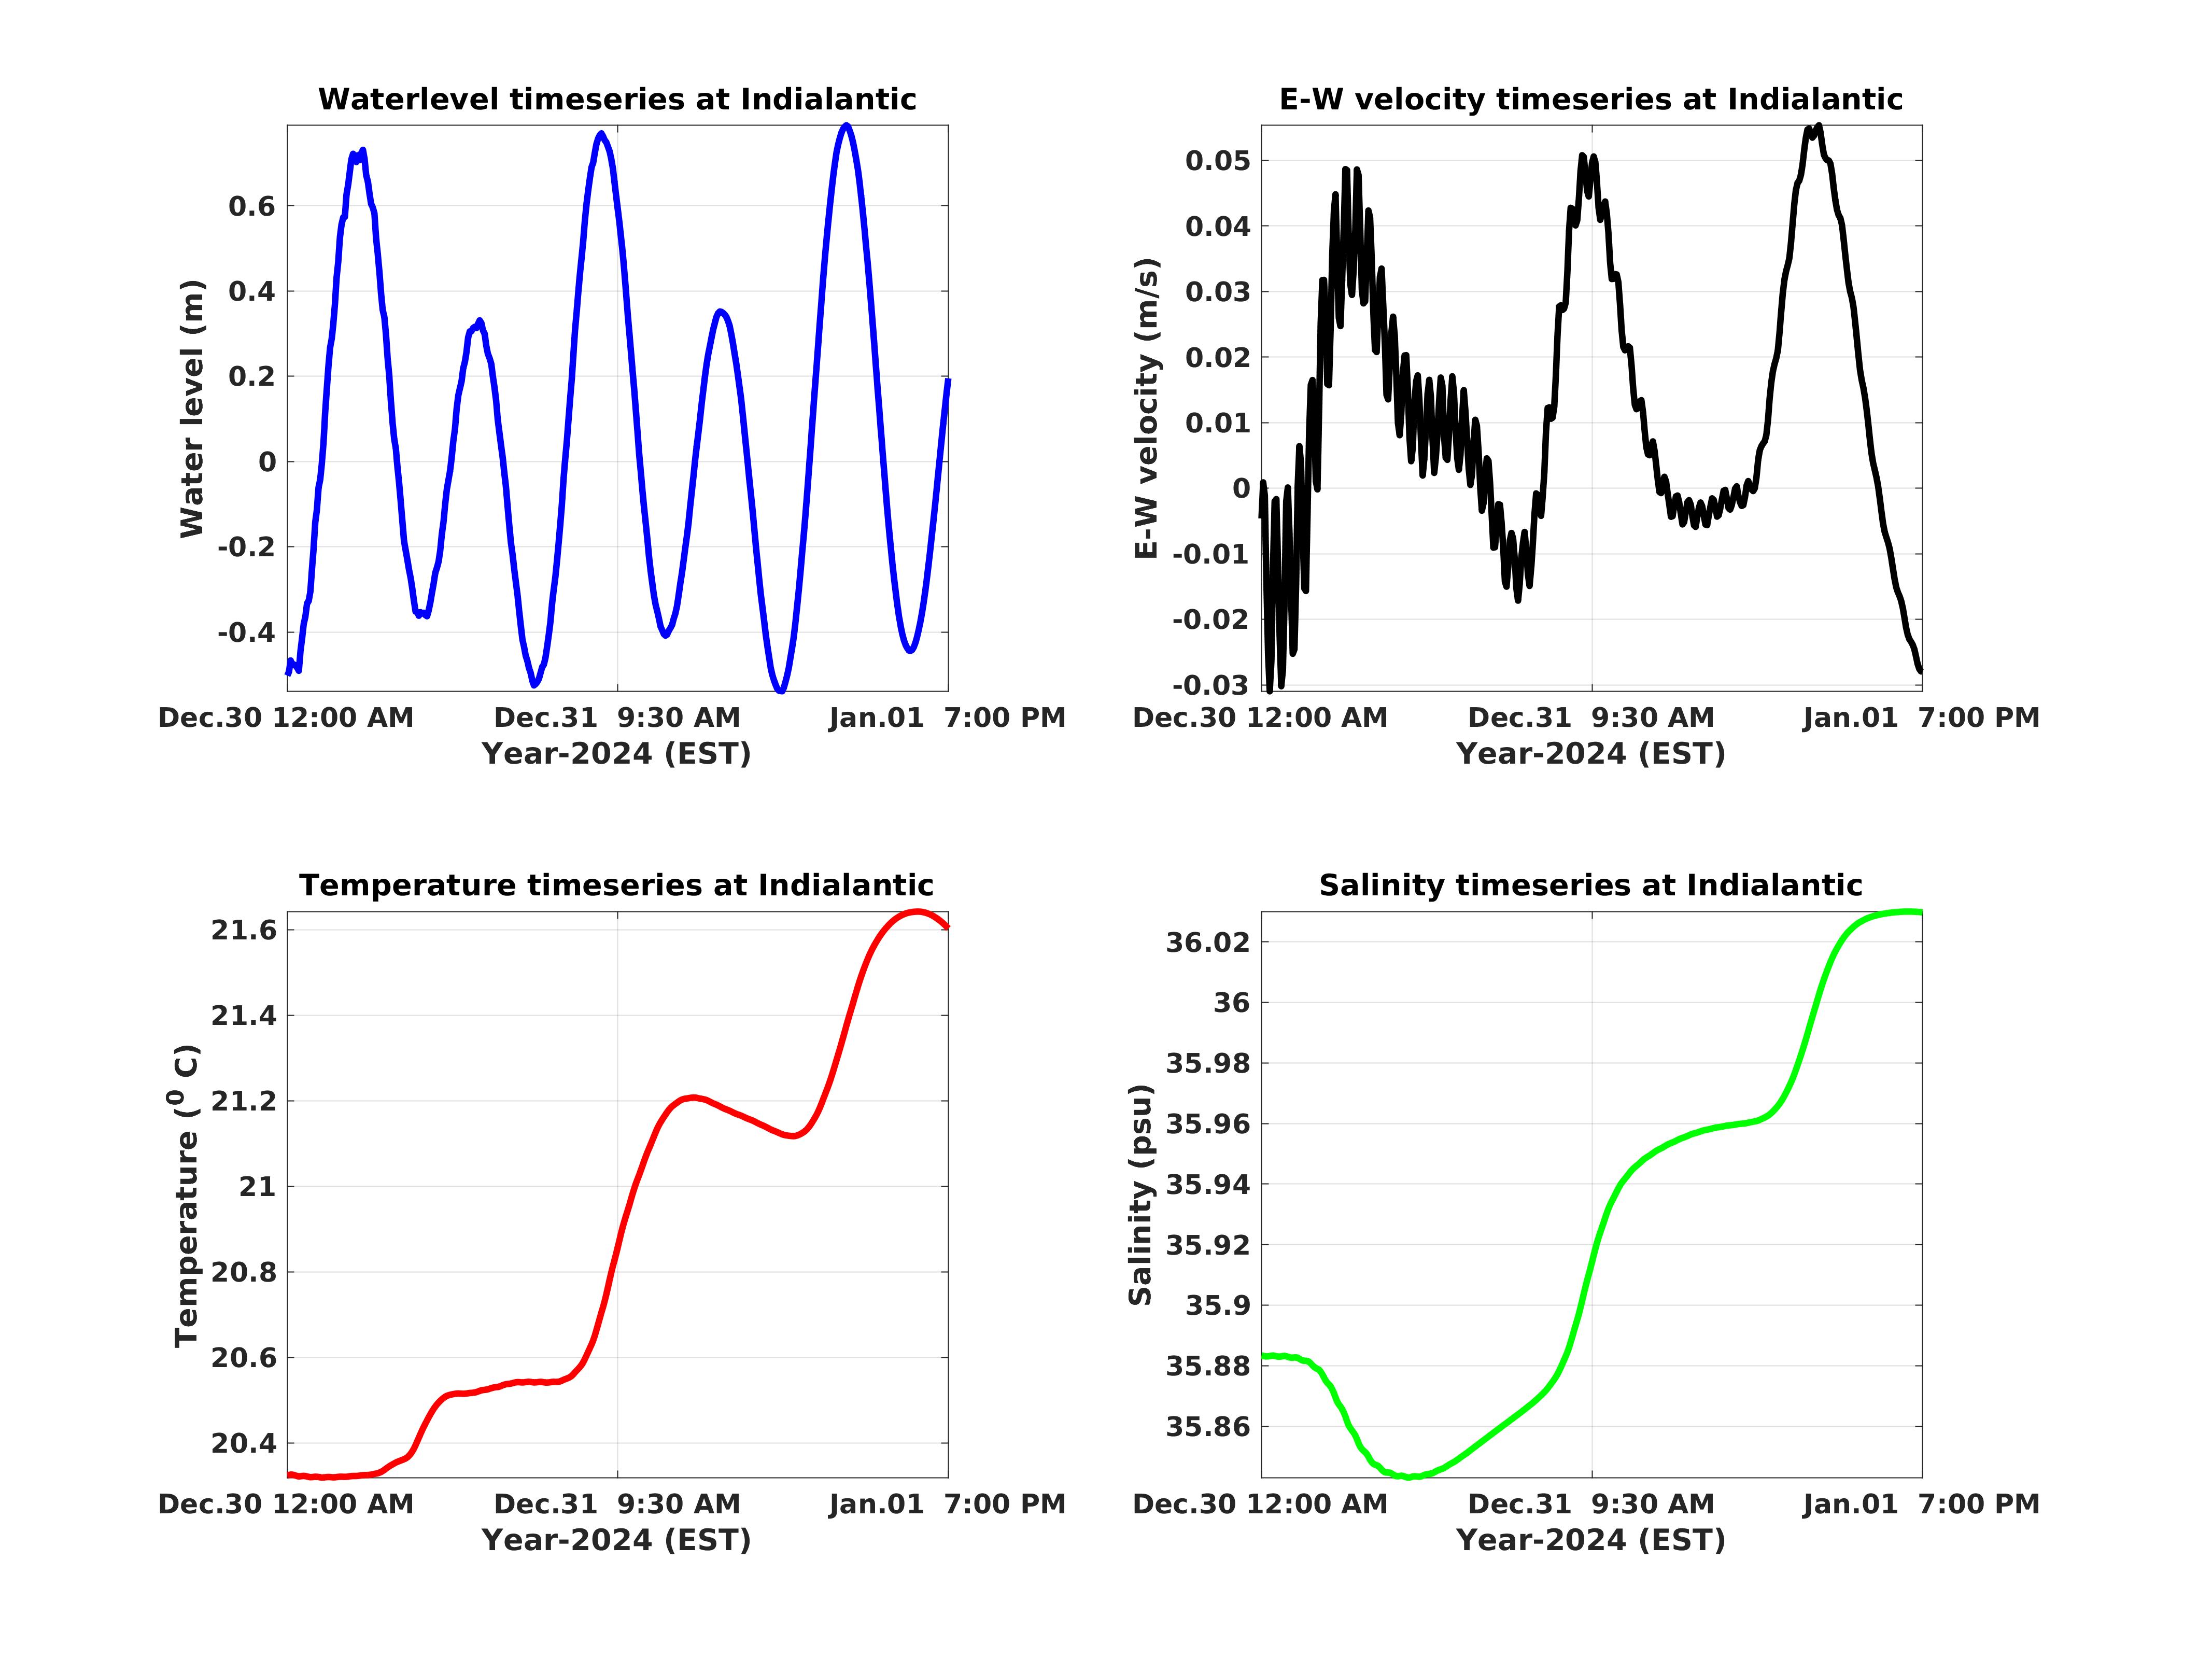 Waterlevel timeseries at Indialantic
Water level (m)
0.6
0.4
0.2
0
-0.2
-0.4
Dec.30 12:00 AM
Dec.31 9:30 AM
Jan.01 7:00 PM
Year-2024 (EST)
E-W velocity timeseries at Indialantic
E-W velocity (m/s)
0.05
0.04
0.03
0.02
0.01
0
-0.01
-0.02
-0.03
Dec.30 12:00 AM
Dec.31 9:30 AM
Jan.01 7:00 PM
Year-2024 (EST)
Temperature timeseries at Indialantic
Temperature (⁰ C)
21.6
21.4
21.2
21
20.8
20.6
20.4
Dec.30 12:00 AM
Dec.31 9:30 AM
Jan.01 7:00 PM
Year-2024 (EST)
Salinity timeseries at Indialantic
Salinity (psu)
36.02
36
35.98
35.96
35.94
35.92
35.9
35.88
35.86
Dec.30 12:00 AM
Dec.31 9:30 AM
Jan.01 7:00 PM
Year-2024 (EST)